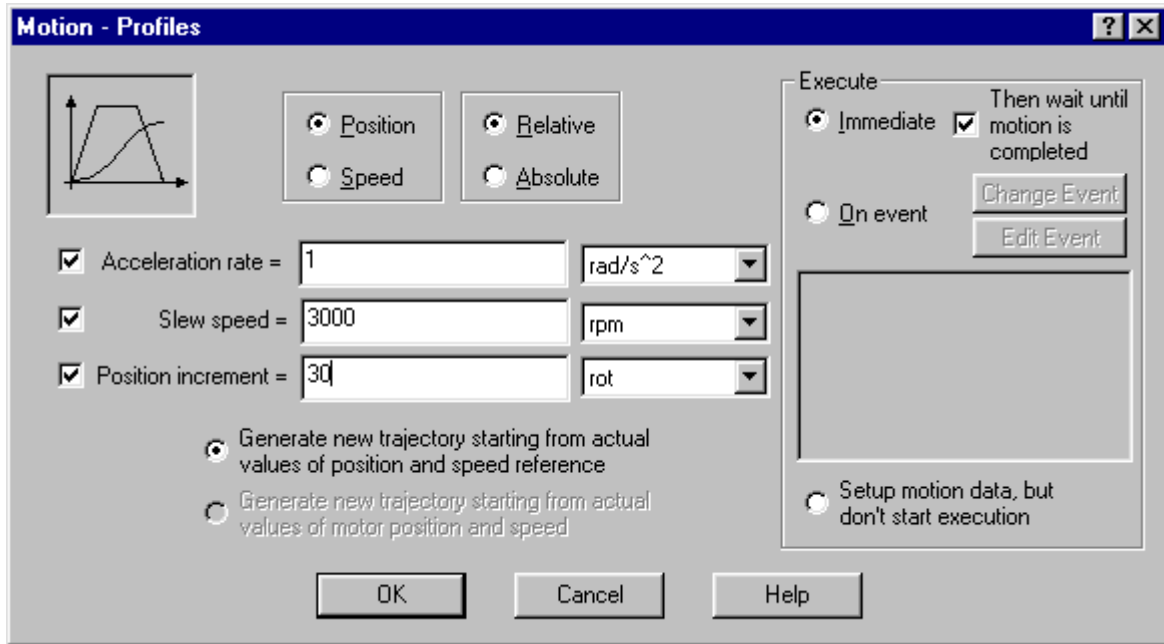 Motion - Profiles
Position
Speed
Relative
Absolute
Execute
Immediate
Then wait until
motion is
completed
On event
Change Event
Edit Event
Acceleration rate = 1 rad/s^2
Slew speed = 3000 rpm
Position increment = 30 rot
Generate new trajectory starting from actual
values of position and speed reference
Generate new trajectory starting from actual
values of motor position and speed
Setup motion data, but
don't start execution
OK Cancel Help